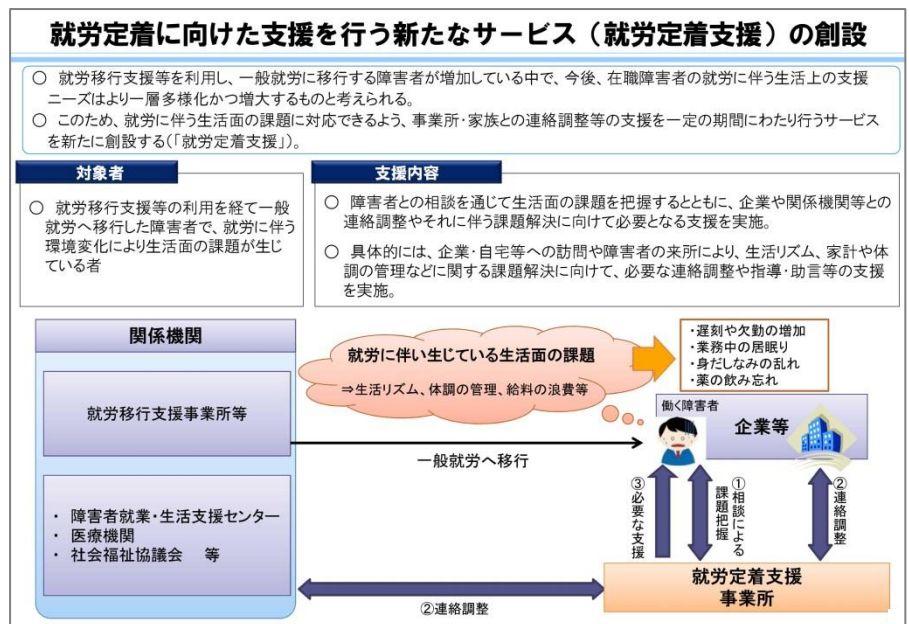 就労定着に向けた支援を行う新たなサービス（就労定着支援）の創設
○ 就労移行支援等を利用し、一般就労に移行する障害者が増加している中で、今後、在職障害者の就労に伴う生活上の支援
ニーズはより一層多様化かつ増大するものと考えられる。
○ このため、就労に伴う生活面の課題に対応できるよう、事業所・家族との連絡調整等の支援を一定の期間にわたり行うサービス
を新たに創設する（「就労定着支援」）。
対象者
○ 就労移行支援等の利用を経て一般
就労へ移行した障害者で、就労に伴う
環境変化により生活面の課題が生じ
ている者
支援内容
○ 障害者との相談を通じて生活面の課題を把握するとともに、企業や関係機関等との
連絡調整やそれに伴う課題解決に向けて必要となる支援を実施。
○ 具体的には、企業・自宅等への訪問や障害者の来所により、生活リズム、家計や体
調の管理などに関する課題解決に向けて、必要な連絡調整や指導・助言等の支援
を実施。
関係機関
就労移行支援事業所等
・ 障害者就業・生活支援センター
・ 医療機関
・ 社会福祉協議会 等
就労に伴い生じている生活面の課題
⇒生活リズム、体調の管理、給料の浪費等
・遅刻や欠勤の増加
・業務中の居眠り
・身だしなみの乱れ
・薬の飲み忘れ
働く障害者
企業等
一般就労へ移行
③必要な支援
①相談による
課題把握
②連絡調整
就労定着支援
事業所
②連絡調整